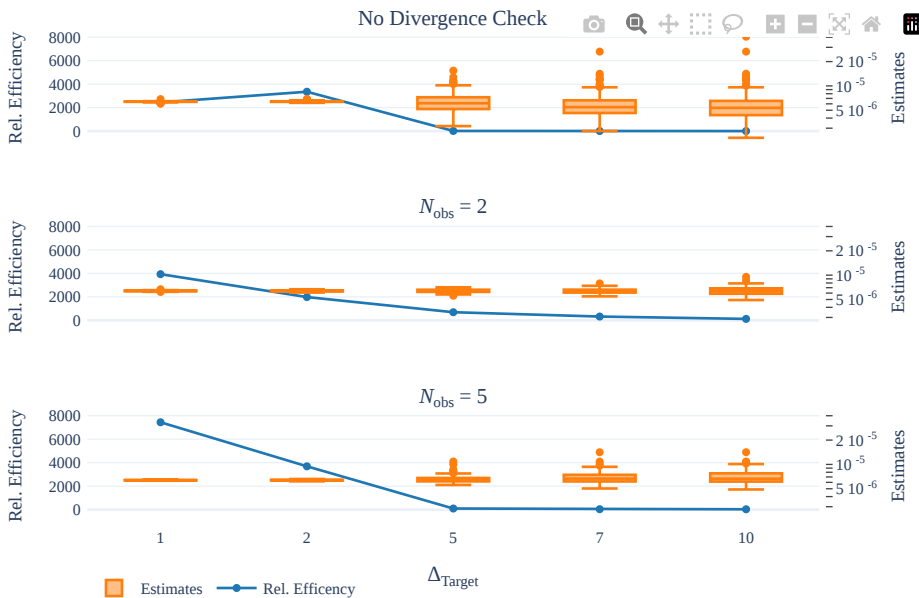 No Divergence Check
8000
6000
4000
2000
0
Rel. Efficiency
2 10⁻⁵
10⁻⁵
5 10⁻⁶
Estimates
N_obs = 2
8000
6000
4000
2000
0
Rel. Efficiency
2 10⁻⁵
10⁻⁵
5 10⁻⁶
Estimates
N_obs = 5
8000
6000
4000
2000
0
Rel. Efficiency
2 10⁻⁵
10⁻⁵
5 10⁻⁶
Estimates
1 2 5 7 10
Δ_Target
Estimates Rel. Efficency